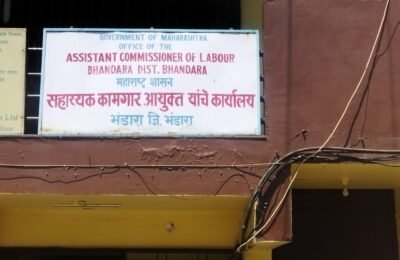 GOVERNMENT OF MAHARASHTRA
OFFICE OF THE
ASSISTANT COMMISSIONER OF LABOUR
BHANDARA DIST. BHANDARA
महाराष्ट्र शासन
सहाय्यक कामगार आयुक्त यांचे कार्यालय
भंडारा जि. भंडारा
Ltd